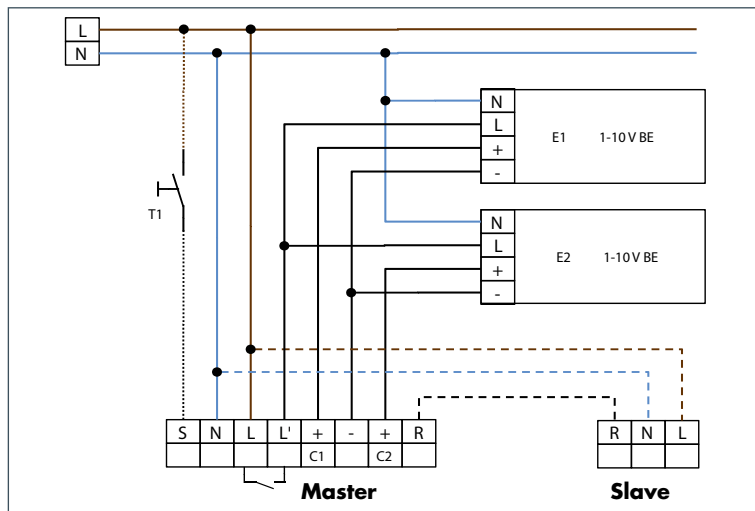 L
N
N
L
+
-
E1 1-10 V BE
T1
N
L
+
-
E2 1-10 V BE
S N L L' + - + R
C1 C2
R N L
Master
Slave